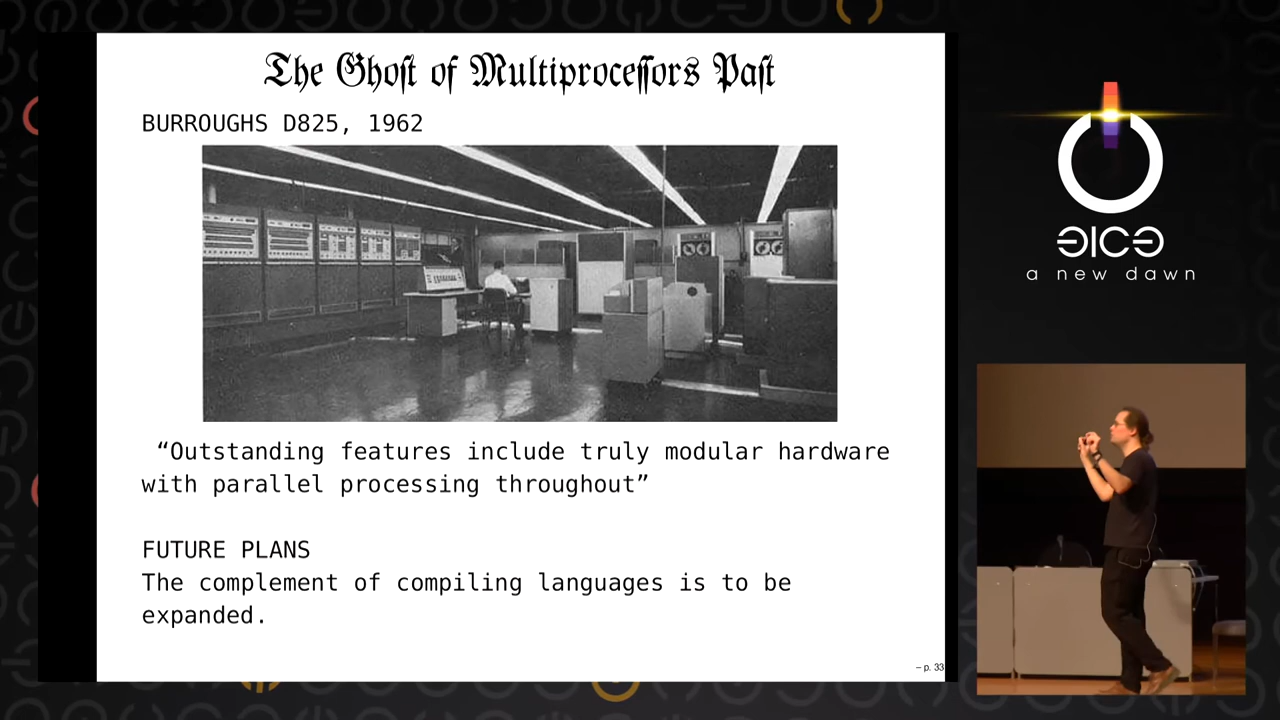 The Ghoſt of Multiproceſſors Paſt
BURROUGHS D825, 1962
“Outstanding features include truly modular hardware
with parallel processing throughout”
FUTURE PLANS
The complement of compiling languages is to be
expanded.
– p. 33
31C3
a new dawn